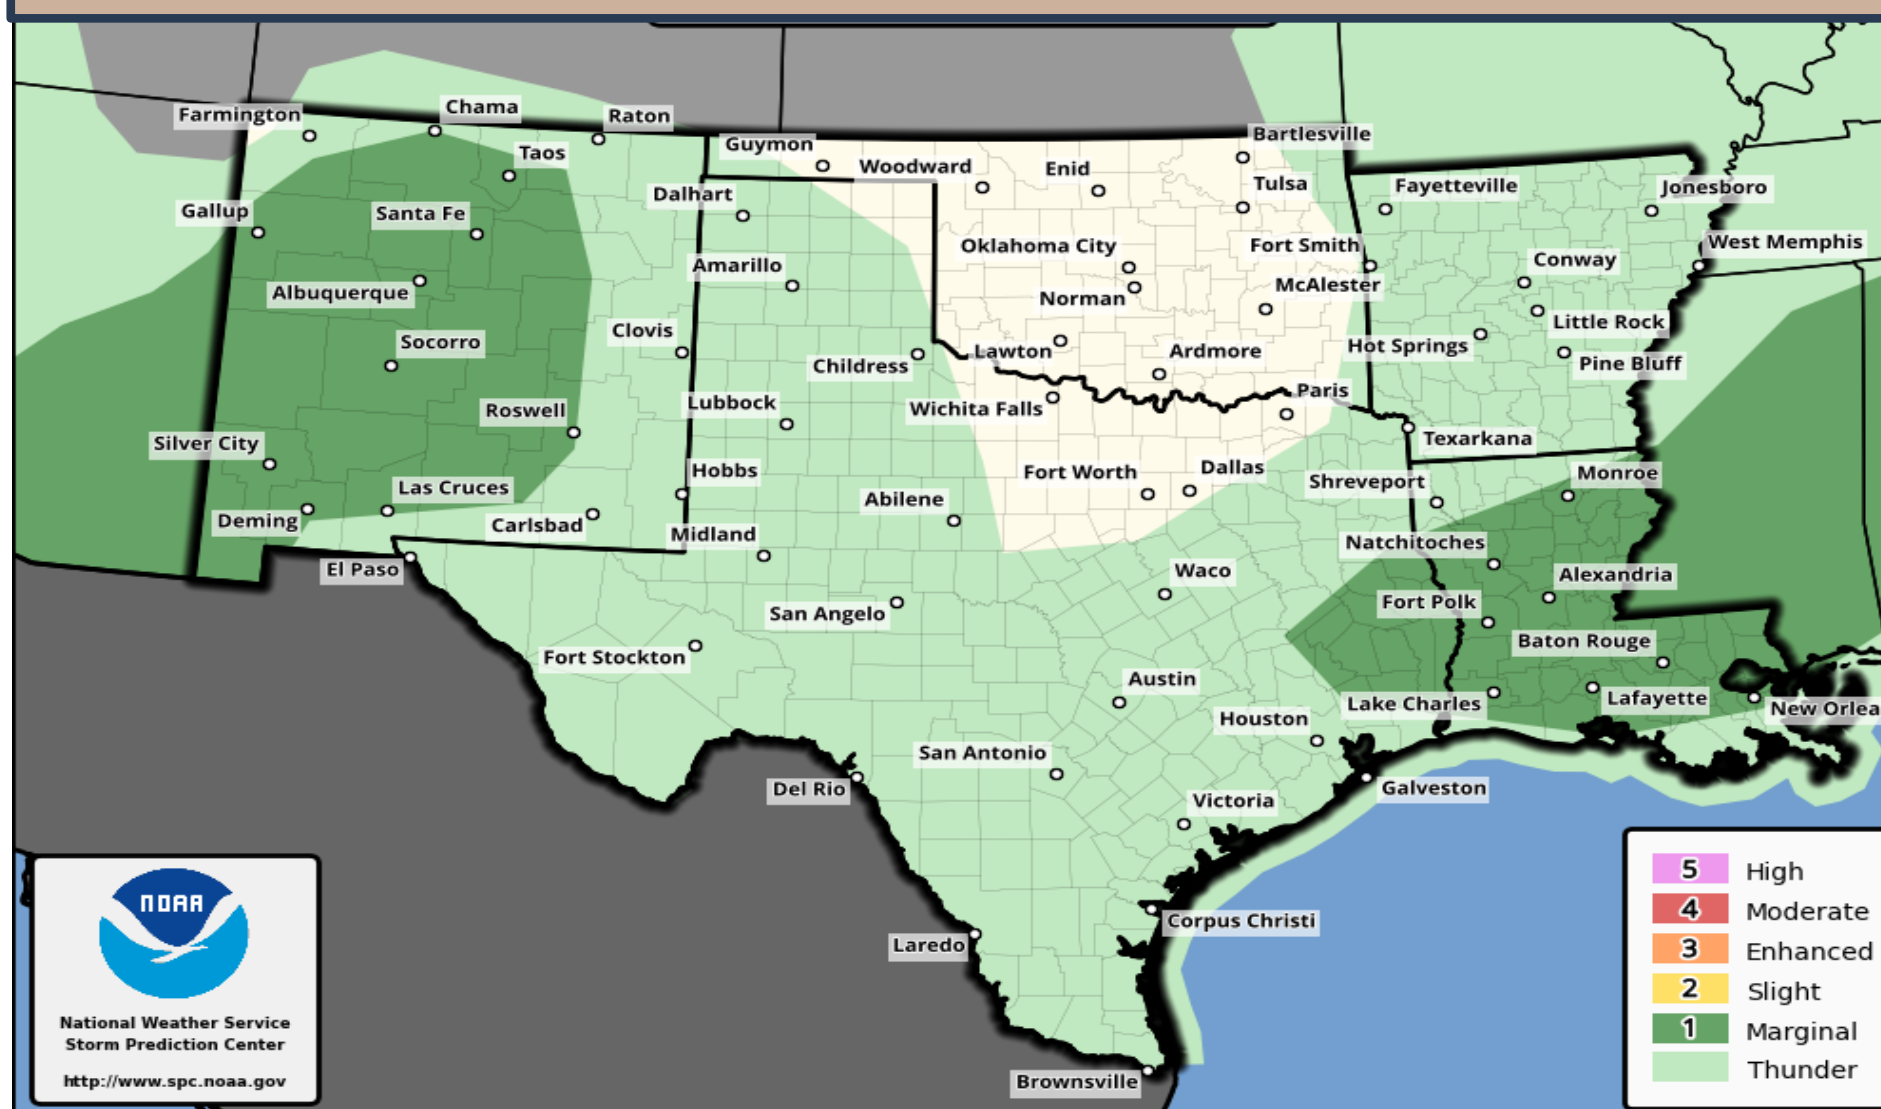 Chama
Farmington
Raton
Bartlesville
Guymon
Taos
Woodward
Enid
Tulsa
Fayetteville
Jonesboro
Dalhart
Gallup
Santa Fe
West Memphis
Oklahoma City
Fort Smith
Conway
Amarillo
McAlester
Albuquerque
Norman
Little Rock
Clovis
Socorro
Hot Springs
Lawton
Ardmore
Childress
Pine Bluff
Paris
Lubbock
Roswell
Wichita Falls
Texarkana
Silver City
Dallas
Hobbs
Fort Worth
Monroe
Shreveport
Las Cruces
Abilene
Deming
Carlsbad
Midland
Natchitoches
El Paso
Waco
Alexandria
Fort Polk
San Angelo
Baton Rouge
Fort Stockton
Austin
Lafayette
Lake Charles
New Orlea
Houston
San Antonio
Del Rio
Galveston
Victoria
Corpus Christi
Laredo
Brownsville
NOAA
National Weather Service
Storm Prediction Center
http://www.spc.noaa.gov
5 High
4 Moderate
3 Enhanced
2 Slight
1 Marginal
Thunder